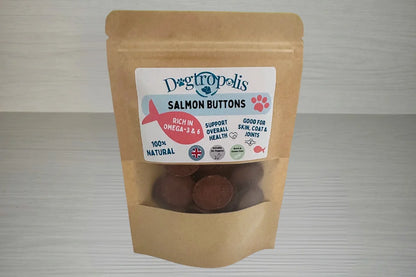 Dogtropolis
SALMON BUTTONS
RICH IN
OMEGA-3 & 6
SUPPORT
OVERALL
HEALTH
GOOD FOR
SKIN, COAT &
JOINTS
100%
NATURAL